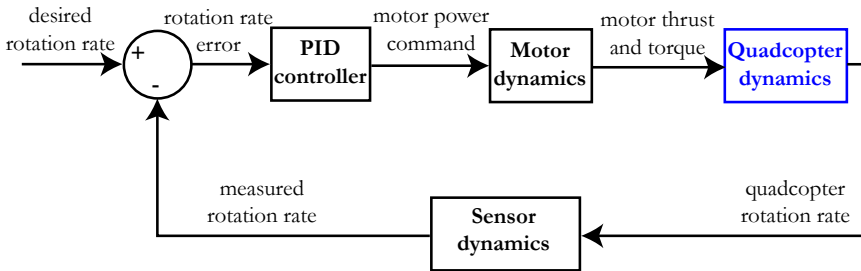 desired
rotation rate
+
-
rotation rate
error
PID
controller
motor power
command
Motor
dynamics
motor thrust
and torque
Quadcopter
dynamics
measured
rotation rate
Sensor
dynamics
quadcopter
rotation rate